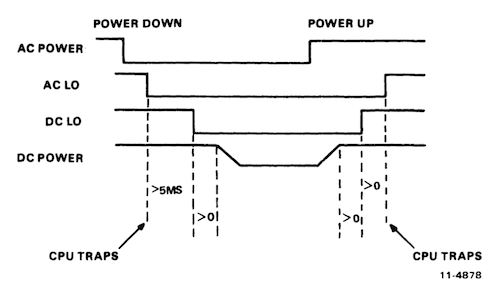 POWER DOWN POWER UP
AC POWER
AC LO
DC LO
DC POWER
>5MS >0 >0 >0
CPU TRAPS CPU TRAPS
11-4878